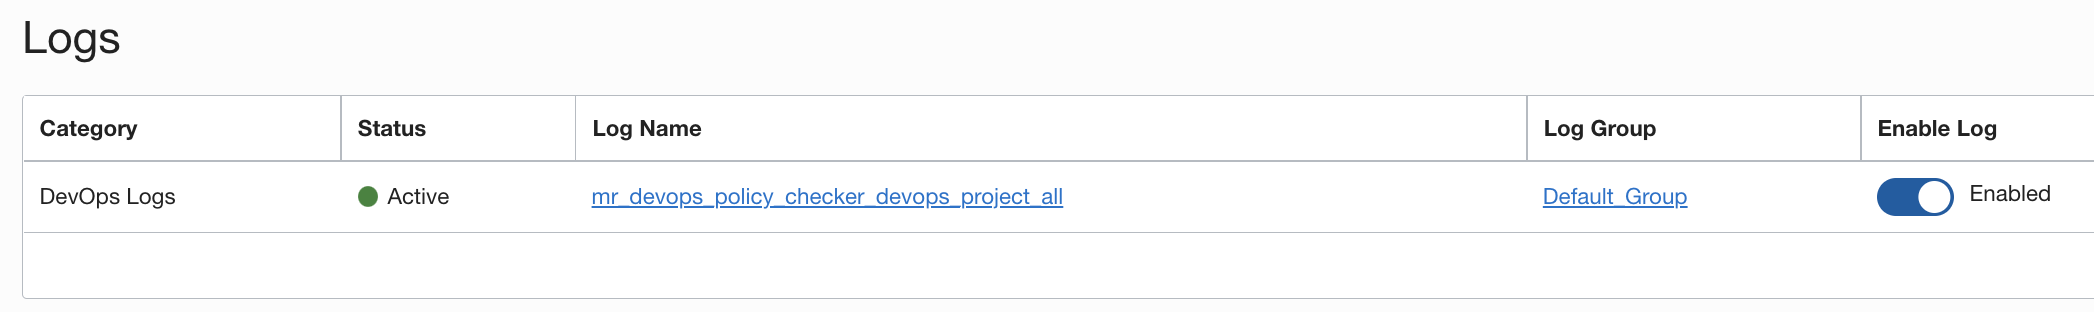 Logs
Category Status Log Name Log Group Enable Log
DevOps Logs Active mr_devops_policy_checker_devops_project_all Default_Group Enabled